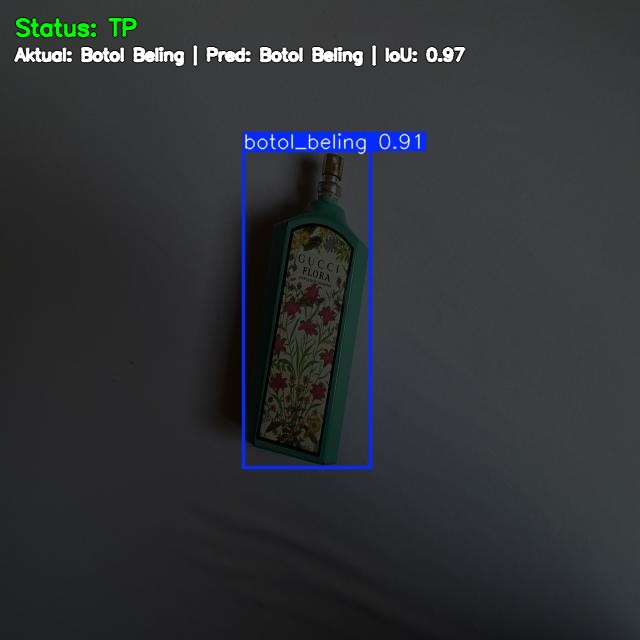 Status: TP
Aktual: Botol Beling | Pred: Botol Beling | IoU: 0.97
botol_beling 0.91
GUCCI
FLORA